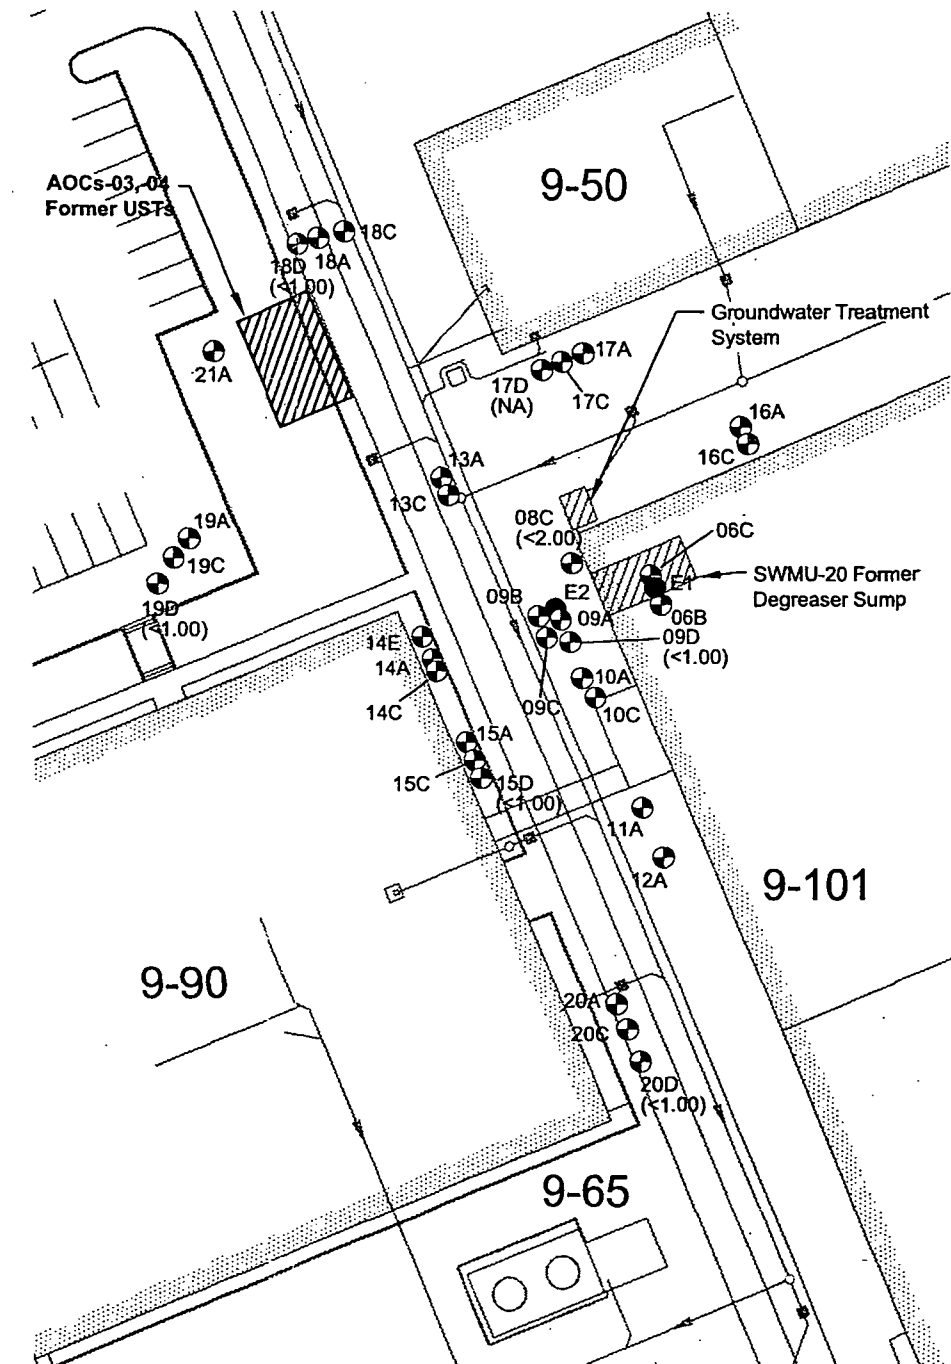 9-50
AOCs-03,-04
Former USTs
18C
18A
18D
(<1.00)
Groundwater Treatment
System
21A
17A
17D
(NA)
17C
16A
16C
13A
13C
08C
(<2.00)
06C
19A
19C
19D
(<1.00)
E1
SWMU-20 Former
Degreaser Sump
E2
09B
09A
06B
09D
(<1.00)
14E
14A
14C
10A
09C
10C
15A
15C
15D
(<1.00)
11A
12A
9-101
9-90
20A
20C
20D
(<1.00)
9-65